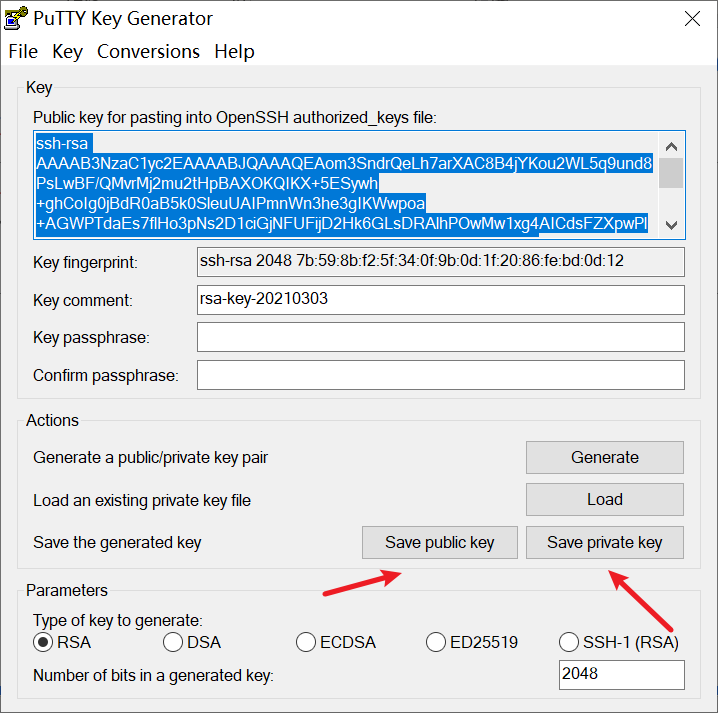 PuTTY Key Generator
File Key Conversions Help
Key
Public key for pasting into OpenSSH authorized_keys file:
ssh-rsa
AAAAB3NzaC1yc2EAAAABJQAAAQEAom3SndrQeLh7arXAC8B4jYKou2WL5q9und8
PsLwBF/QMvrMj2mu2tHpBAXOKQIKX+5ESywh
+ghCoIg0jBdR0aB5k0SleuUAIPmnWn3he3gIKWwpoa
+AGWPTdaEs7flHo3pNs2D1ciGjNFUFijD2Hk6GLsDRAlhPOwMw1xg4AICdsFZXpwPl
Key fingerprint:
ssh-rsa 2048 7b:59:8b:f2:5f:34:0f:9b:0d:1f:20:86:fe:bd:0d:12
Key comment:
rsa-key-20210303
Key passphrase:
Confirm passphrase:
Actions
Generate a public/private key pair
Generate
Load an existing private key file
Load
Save the generated key
Save public key
Save private key
Parameters
Type of key to generate:
RSA DSA ECDSA ED25519 SSH-1 (RSA)
Number of bits in a generated key:
2048